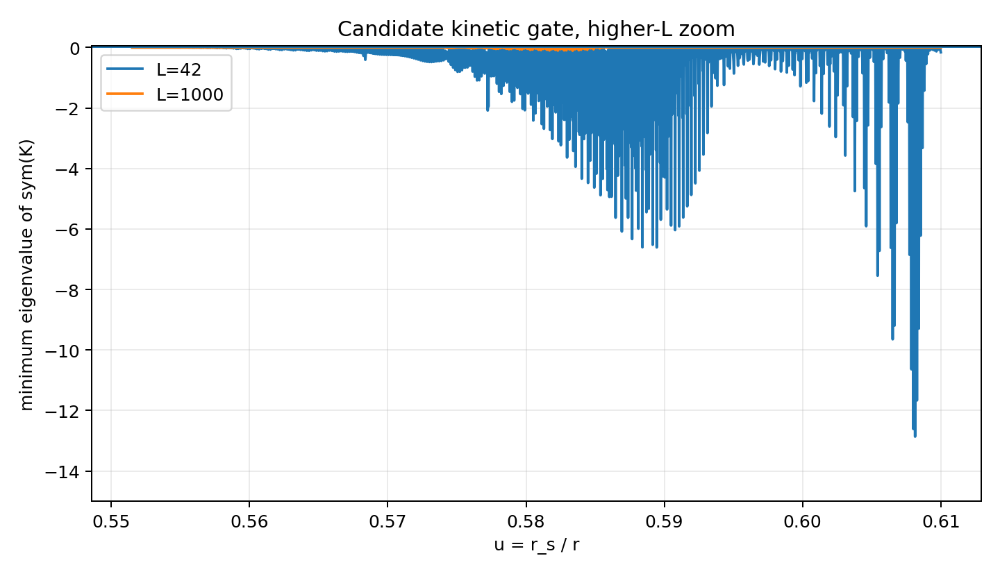 Candidate kinetic gate, higher-L zoom
L=42
L=1000
minimum eigenvalue of sym(K)
0
−2
−4
−6
−8
−10
−12
−14
0.55 0.56 0.57 0.58 0.59 0.60 0.61
u = r_s / r